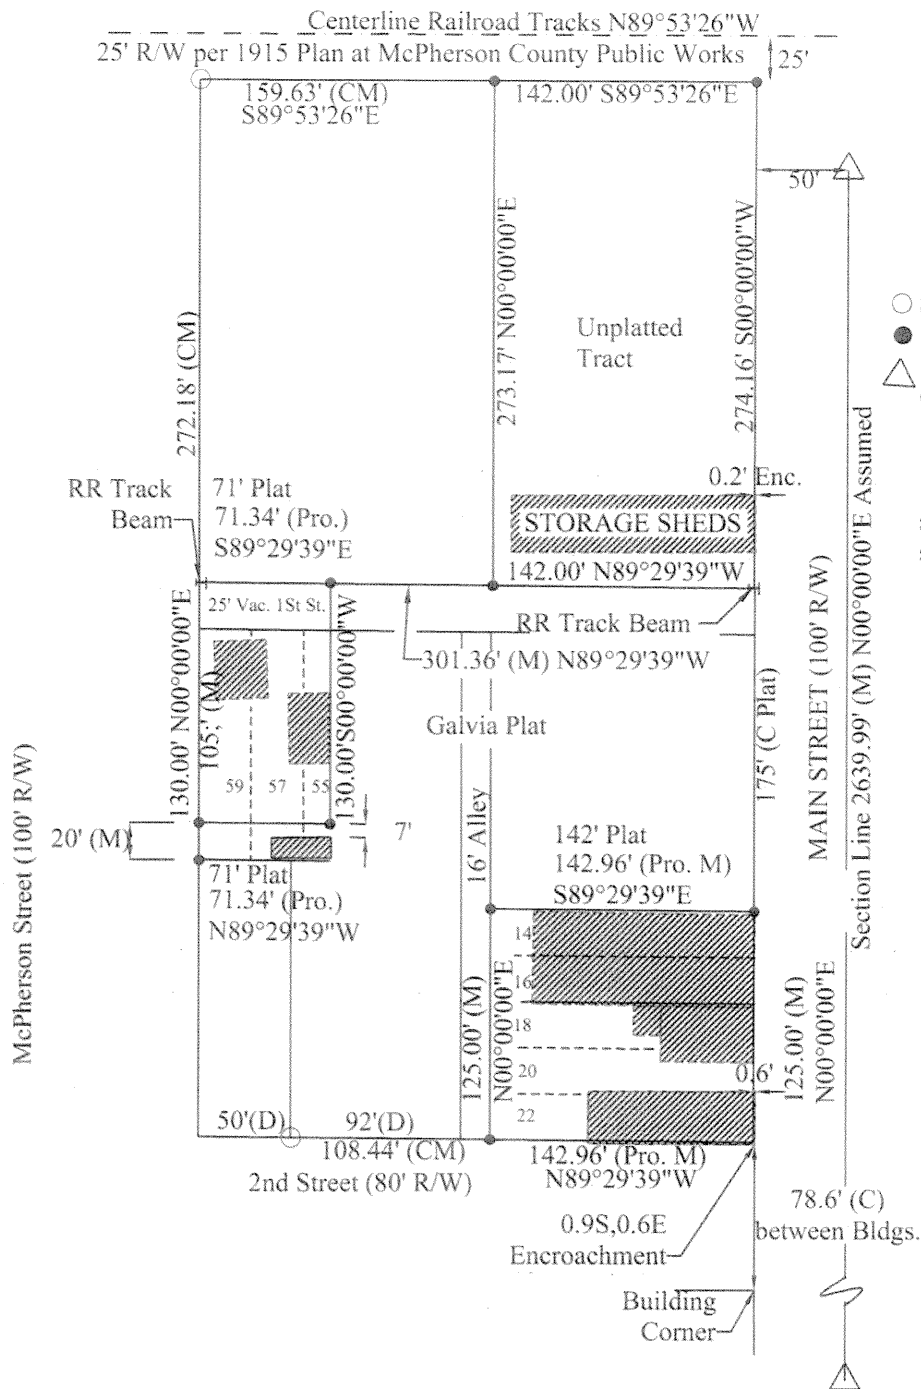 Centerline Railroad Tracks N89°53'26"W
25' R/W per 1915 Plan at McPherson County Public Works
25'
159.63' (CM)
S89°53'26"E
142.00' S89°53'26"E
50'
272.18' (CM)
273.17' N00°00'00"E
274.16' S00°00'00"W
Unplatted
Tract
Section Line 2639.99' (M) N00°00'00"E Assumed
RR Track
Beam
71' Plat
71.34' (Pro.)
S89°29'39"E
0.2' Enc.
STORAGE SHEDS
142.00' N89°29'39"W
25' Vac. 1St St.
RR Track Beam
301.36' (M) N89°29'39"W
MAIN STREET (100' R/W)
130.00' N00°00'00"E
105;' (M)
130.00'S00°00'00"W
Galvia Plat
175' (C Plat)
59
57
55
McPherson Street (100' R/W)
20' (M)
7'
16' Alley
142' Plat
142.96' (Pro. M)
S89°29'39"E
71' Plat
71.34' (Pro.)
N89°29'39"W
14
16
18
20
22
125.00' (M)
N00°00'00"E
0.6'
125.00' (M)
N00°00'00"E
50'(D)
92'(D)
108.44' (CM)
2nd Street (80' R/W)
142.96' (Pro. M)
N89°29'39"W
0.9S,0.6E
Encroachment
78.6' (C)
between Bldgs.
Building
Corner